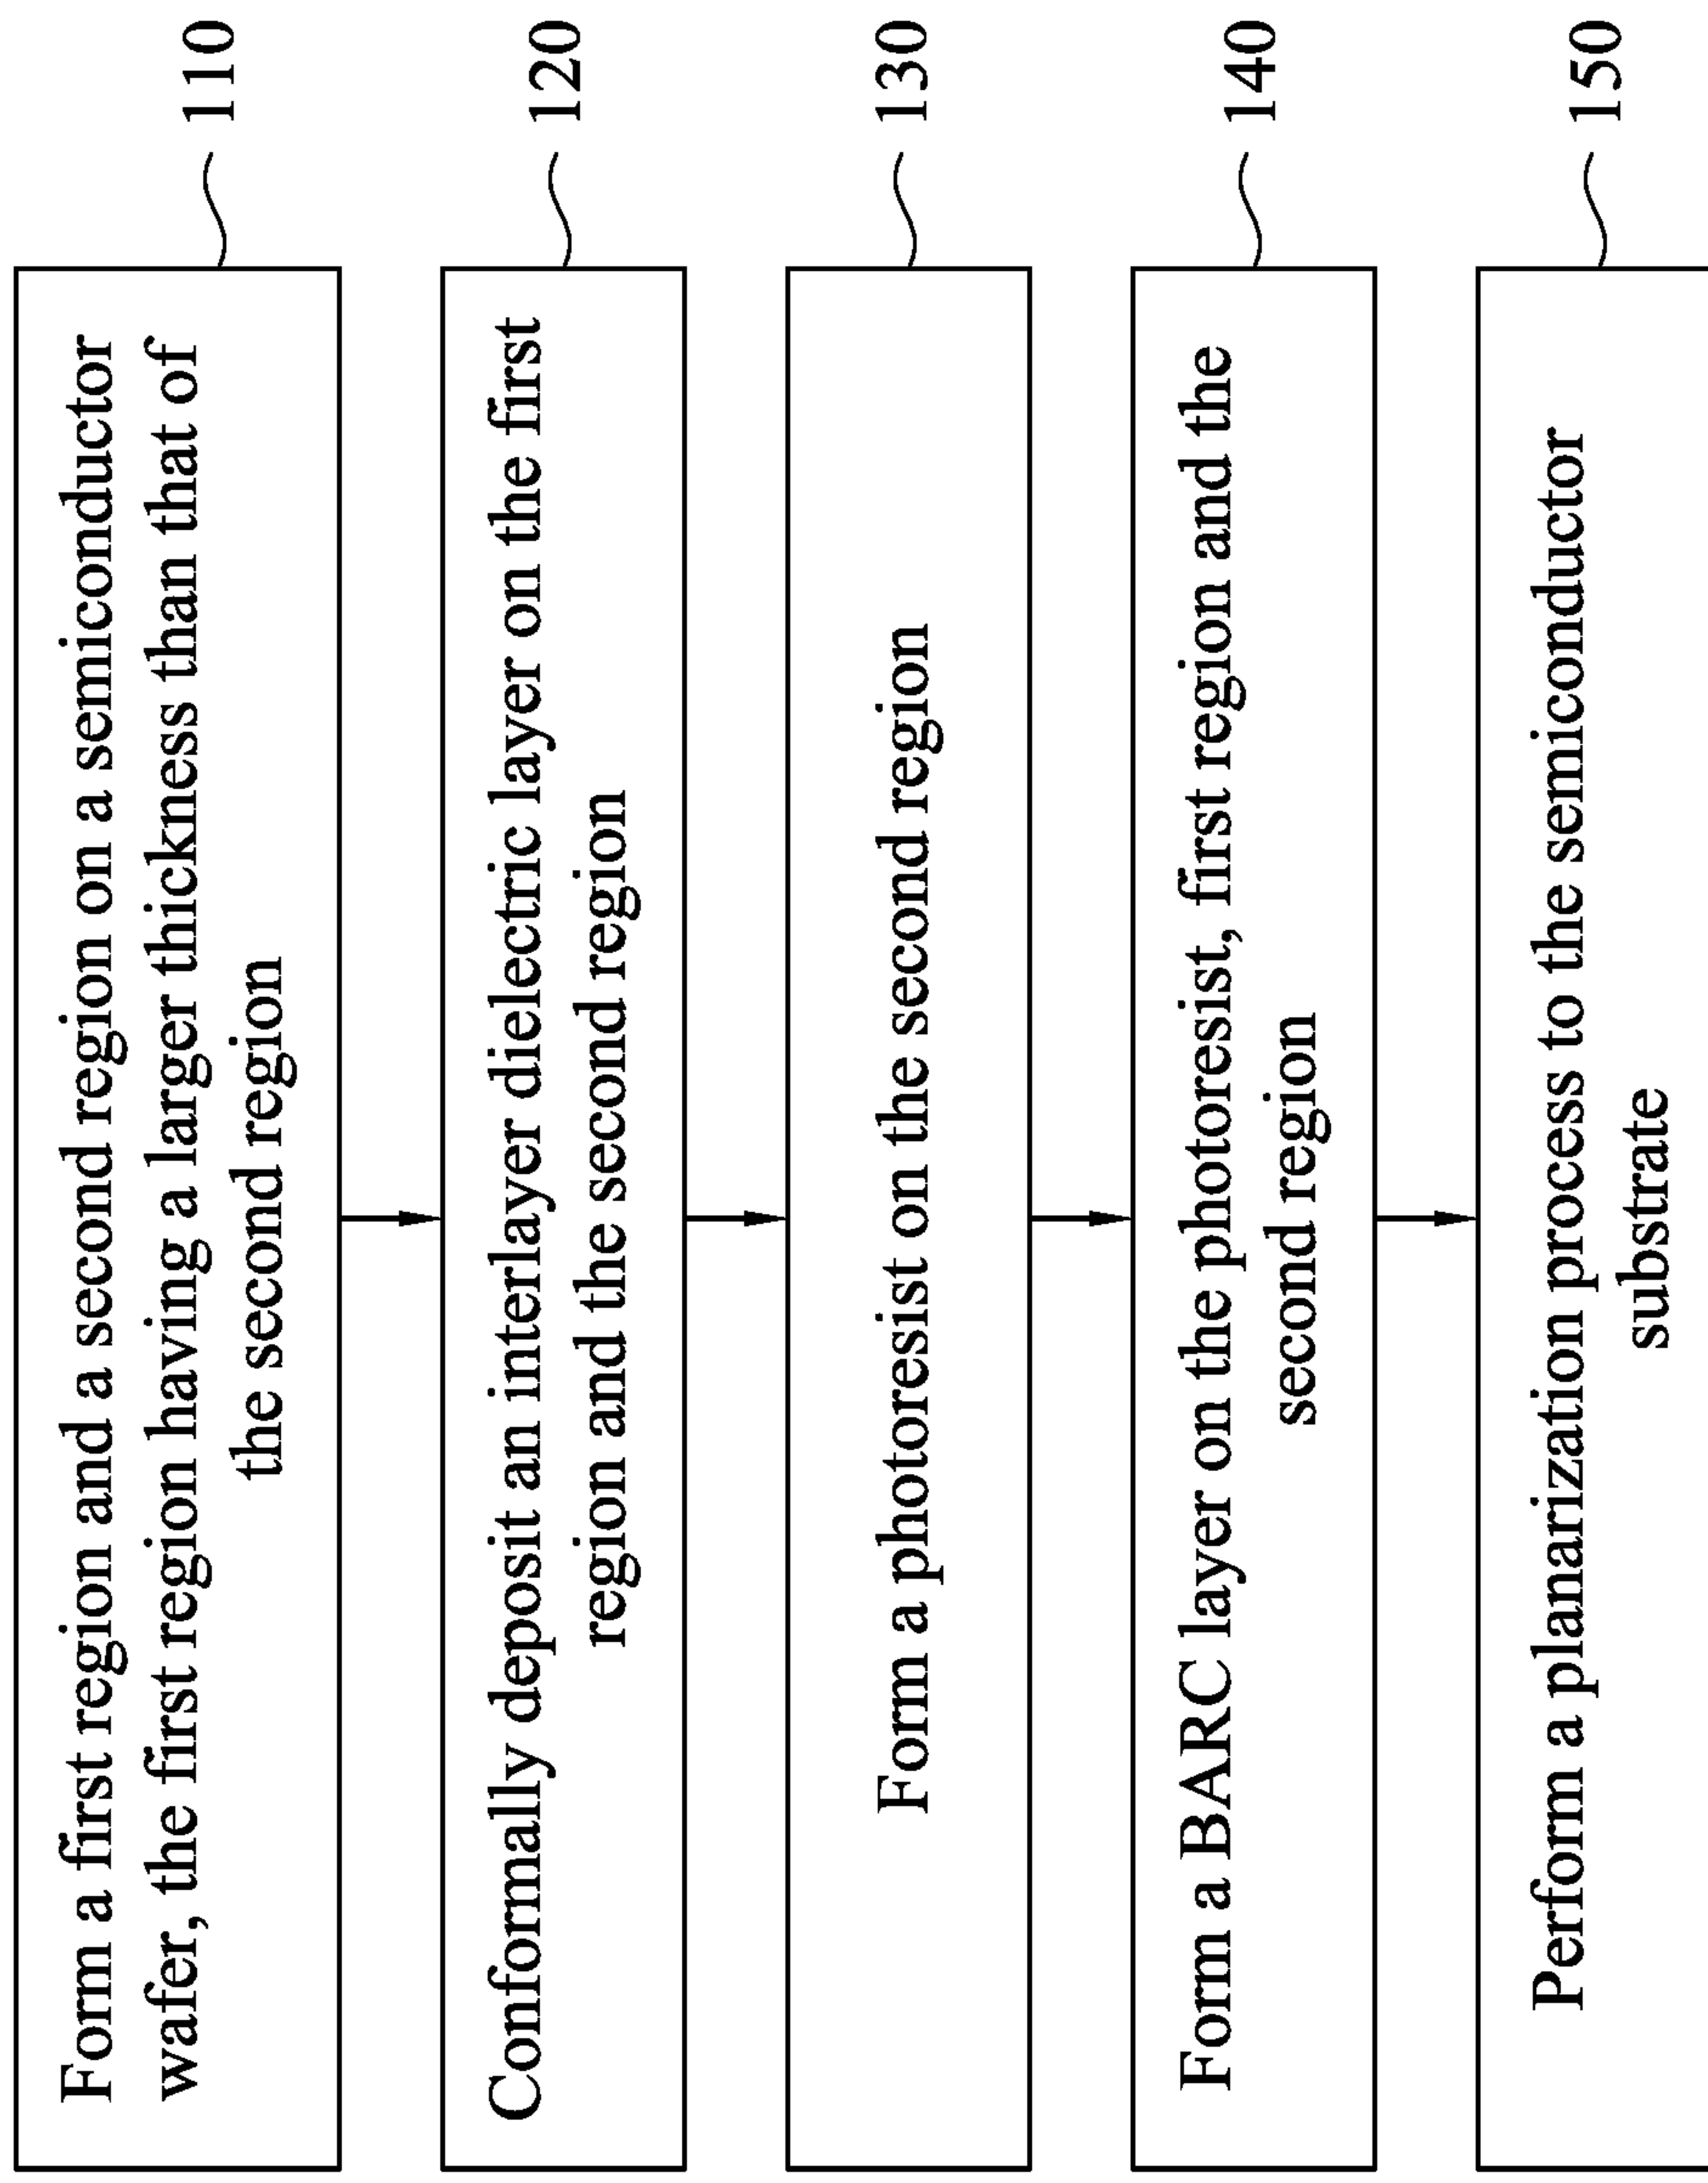 Form a first region and a second region on a semiconductor
wafer, the first region having a larger thickness than that of
the second region
110
Conformally deposit an interlayer dielectric layer on the first
region and the second region
120
Form a photoresist on the second region
130
Form a BARC layer on the photoresist, first region and the
second region
140
Perform a planarization process to the semiconductor
substrate
150